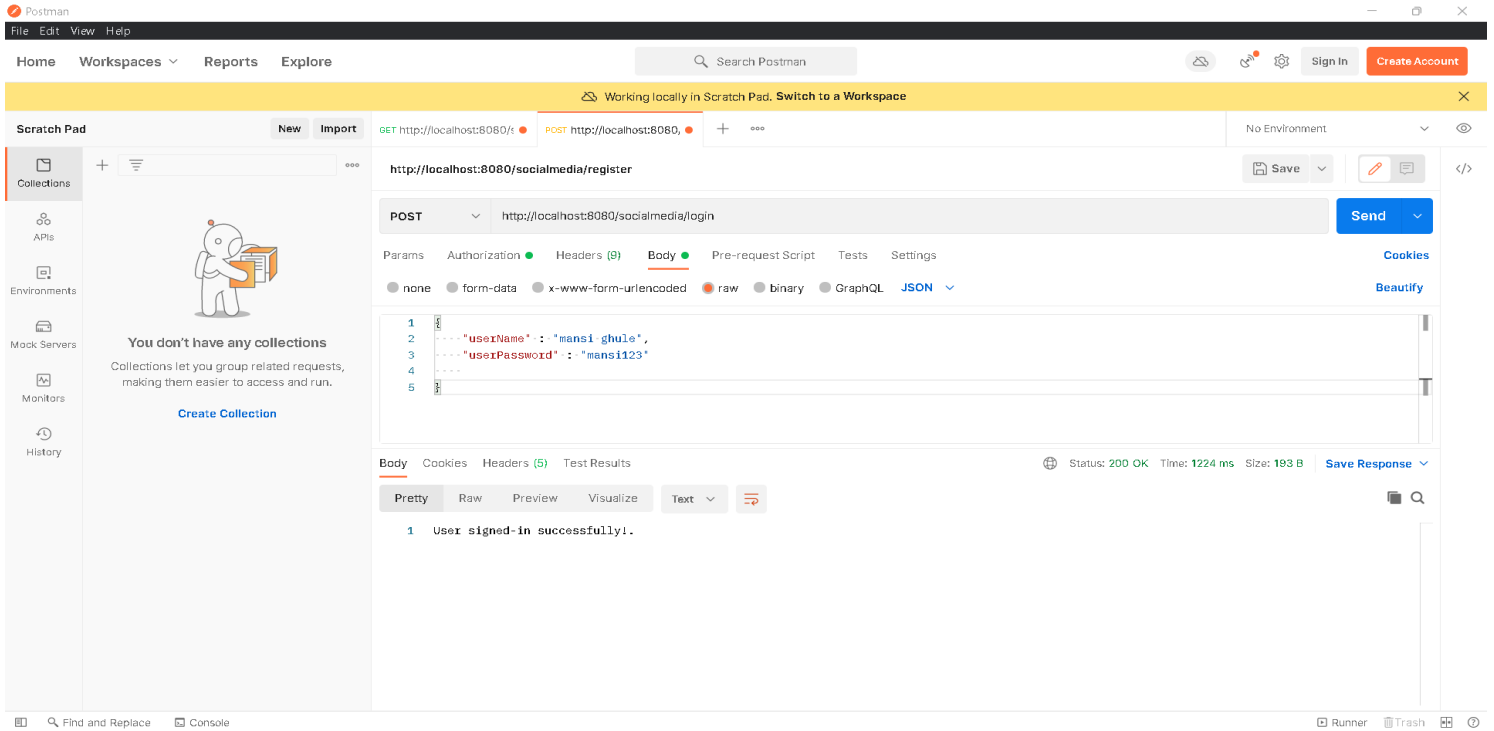 Postman
File Edit View Help
Home Workspaces Reports Explore Search Postman Sign In Create Account
Working locally in Scratch Pad. Switch to a Workspace
Scratch Pad New Import GET http://localhost:8080/s POST http://localhost:8080, No Environment
Collections
http://localhost:8080/socialmedia/register Save
POST http://localhost:8080/socialmedia/login Send
APIs
Params Authorization Headers (9) Body Pre-request Script Tests Settings Cookies
Environments
none form-data x-www-form-urlencoded raw binary GraphQL JSON Beautify
1 {
2 "userName" : "mansi ghule",
3 "userPassword" : "mansi123"
4
5 }
Mock Servers
Monitors
History
You don't have any collections
Collections let you group related requests,
making them easier to access and run.
Create Collection
Body Cookies Headers (5) Test Results Status: 200 OK Time: 1224 ms Size: 193 B Save Response
Pretty Raw Preview Visualize Text
1 User signed-in successfully!.
Find and Replace Console Runner Trash